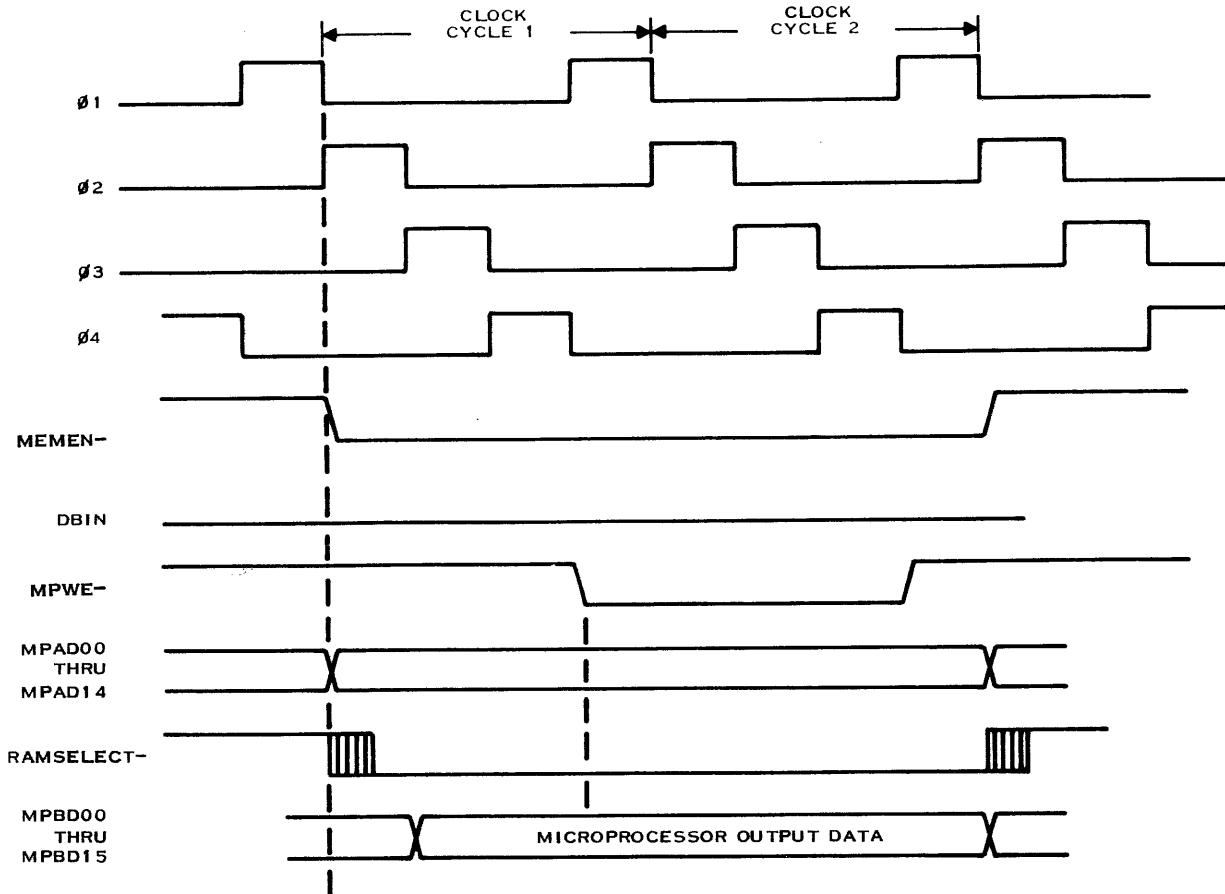 CLOCK
CYCLE 1
CLOCK
CYCLE 2
Ø1
Ø2
Ø3
Ø4
MEMEN-
DBIN
MPWE-
MPAD00
THRU
MPAD14
RAMSELECT-
MPBD00
THRU
MPBD15
MICROPROCESSOR OUTPUT DATA